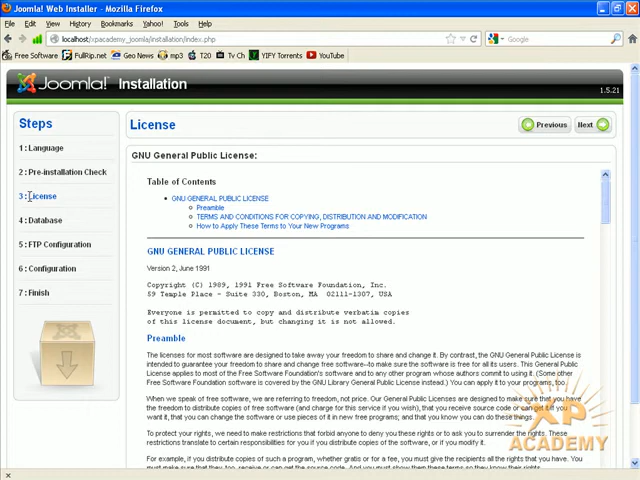 Joomla! Web Installer - Mozilla Firefox
File Edit View History Bookmarks Yahoo! Tools Help
localhost/xpacademy_joomla/installation/index.php
Google
Free Software FullRip.net Geo News mp3 T20 Tv Ch YIFY Torrents YouTube
Joomla! Installation
1.5.21
Steps
1 : Language
2 : Pre-installation Check
3 : License
4 : Database
5 : FTP Configuration
6 : Configuration
7 : Finish
License
Previous Next
GNU General Public License:
Table of Contents
GNU GENERAL PUBLIC LICENSE
Preamble
TERMS AND CONDITIONS FOR COPYING, DISTRIBUTION AND MODIFICATION
How to Apply These Terms to Your New Programs
GNU GENERAL PUBLIC LICENSE
Version 2, June 1991
Copyright (C) 1989, 1991 Free Software Foundation, Inc.
59 Temple Place - Suite 330, Boston, MA 02111-1307, USA
Everyone is permitted to copy and distribute verbatim copies
of this license document, but changing it is not allowed.
Preamble
The licenses for most software are designed to take away your freedom to share and change it. By contrast, the GNU General Public License is
intended to guarantee your freedom to share and change free software--to make sure the software is free for all its users. This General Public
License applies to most of the Free Software Foundation's software and to any other program whose authors commit to using it. (Some other
Free Software Foundation software is covered by the GNU Library General Public License instead.) You can apply it to your programs, too.
When we speak of free software, we are referring to freedom, not price. Our General Public Licenses are designed to make sure that you have
the freedom to distribute copies of free software (and charge for this service if you wish), that you receive source code or can get it if you
want it, that you can change the software or use pieces of it in new free programs; and that you know you can do these things.
To protect your rights, we need to make restrictions that forbid anyone to deny you these rights or to ask you to surrender the rights. These
restrictions translate to certain responsibilities for you if you distribute copies of the software, or if you modify it.
For example, if you distribute copies of such a program, whether gratis or for a fee, you must give the recipients all the rights that you have. You
XP
ACADEMY